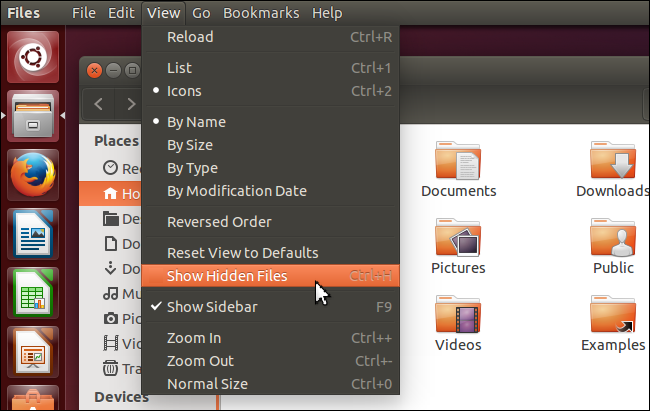 Files File Edit View Go Bookmarks Help
Reload Ctrl+R
List Ctrl+1
Icons Ctrl+2
By Name
By Size
By Type
By Modification Date
Reversed Order
Reset View to Defaults
Show Hidden Files Ctrl+H
Show Sidebar F9
Zoom In Ctrl++
Zoom Out Ctrl+-
Normal Size Ctrl+0
Places
Rec
Ho
Des
Do
Do
Mu
Pic
Vic
Tra
Devices
Documents Downloads
Pictures Public
Videos Examples